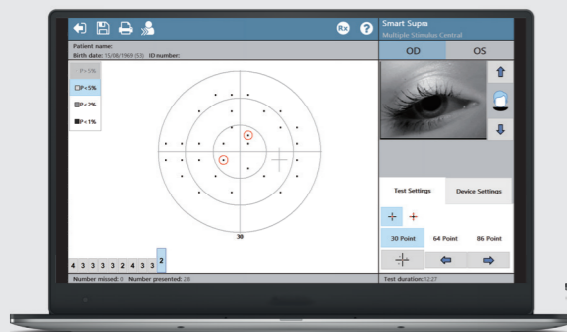 Rx ?
Smart Supra
Multiple Stimulus Central
Patient name:
Birth date: 15/08/1969 (53) ID number:
OD OS
P>5%
P<5%
P<2%
P<1%
30
Test Settings Device Settings
30 Point 64 Point 86 Point
4 3 3 3 3 2 4 3 3 2
Number missed: 0 Number presented: 28
Test duration: 12:27